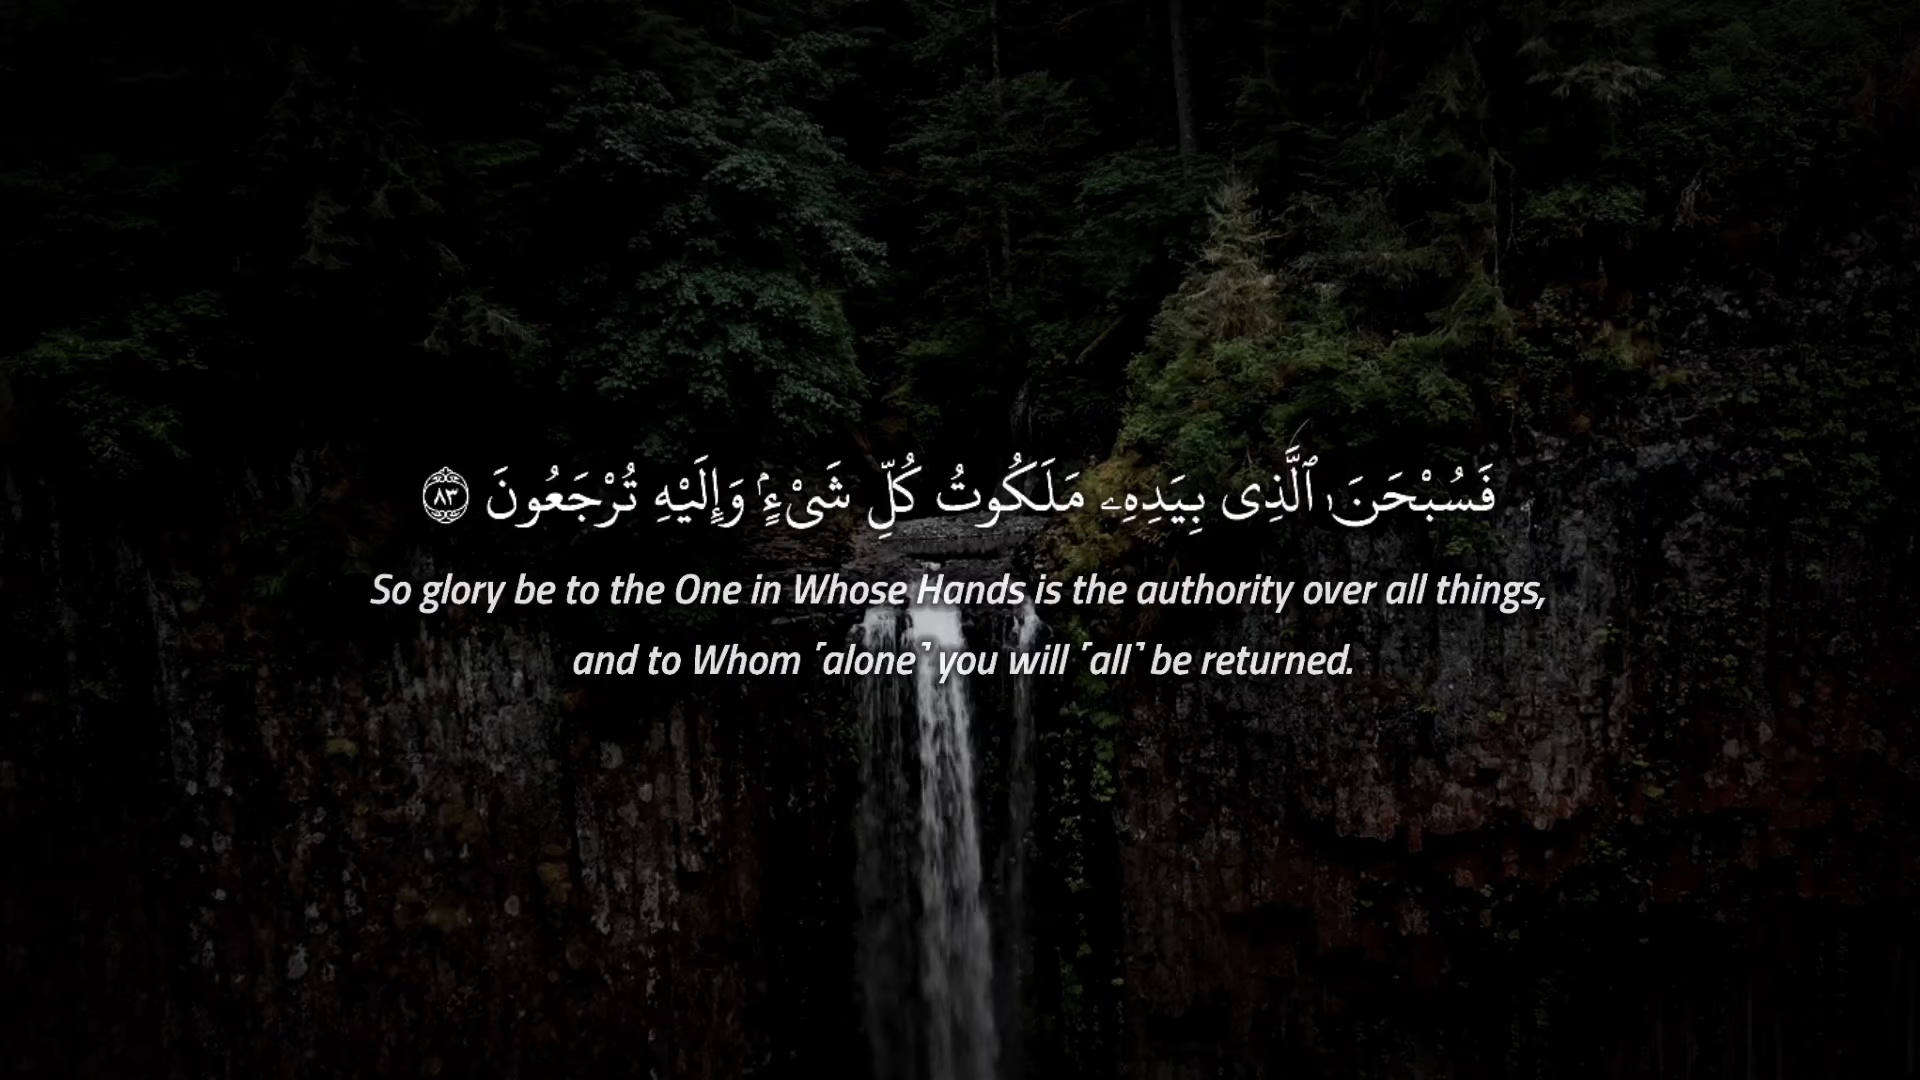 فَسُبْحَـٰنَ ٱلَّذِى بِيَدِهِۦ مَلَكُوتُ كُلِّ شَىْءٍۢ وَإِلَيْهِ تُرْجَعُونَ ٨٣
So glory be to the One in Whose Hands is the authority over all things,
and to Whom ˹alone˺ you will ˹all˺ be returned.